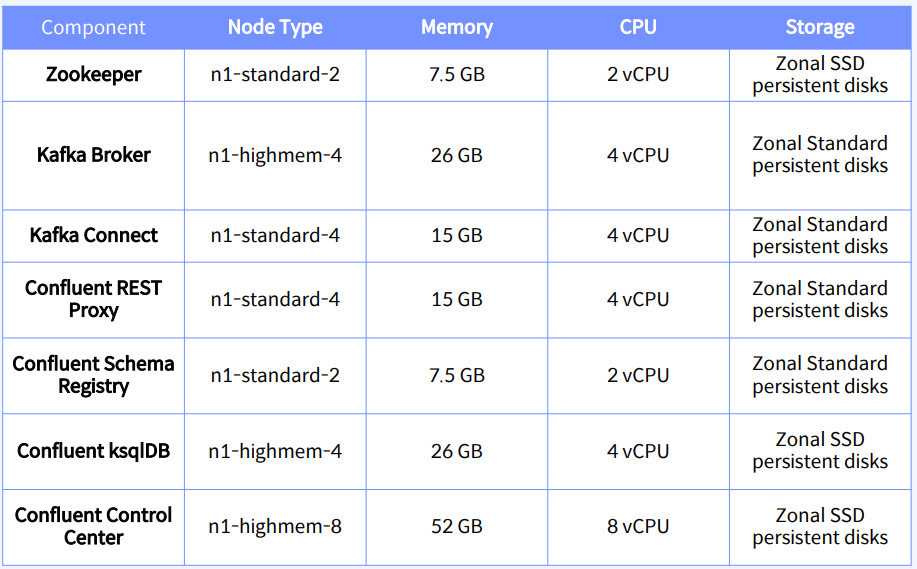 Component Node Type Memory CPU Storage
Zookeeper n1-standard-2 7.5 GB 2 vCPU Zonal SSD
persistent disks
Kafka Broker n1-highmem-4 26 GB 4 vCPU Zonal Standard
persistent disks
Kafka Connect n1-standard-4 15 GB 4 vCPU Zonal Standard
persistent disks
Confluent REST
Proxy n1-standard-4 15 GB 4 vCPU Zonal Standard
persistent disks
Confluent Schema
Registry n1-standard-2 7.5 GB 2 vCPU Zonal Standard
persistent disks
Confluent ksqlDB n1-highmem-4 26 GB 4 vCPU Zonal SSD
persistent disks
Confluent Control
Center n1-highmem-8 52 GB 8 vCPU Zonal SSD
persistent disks